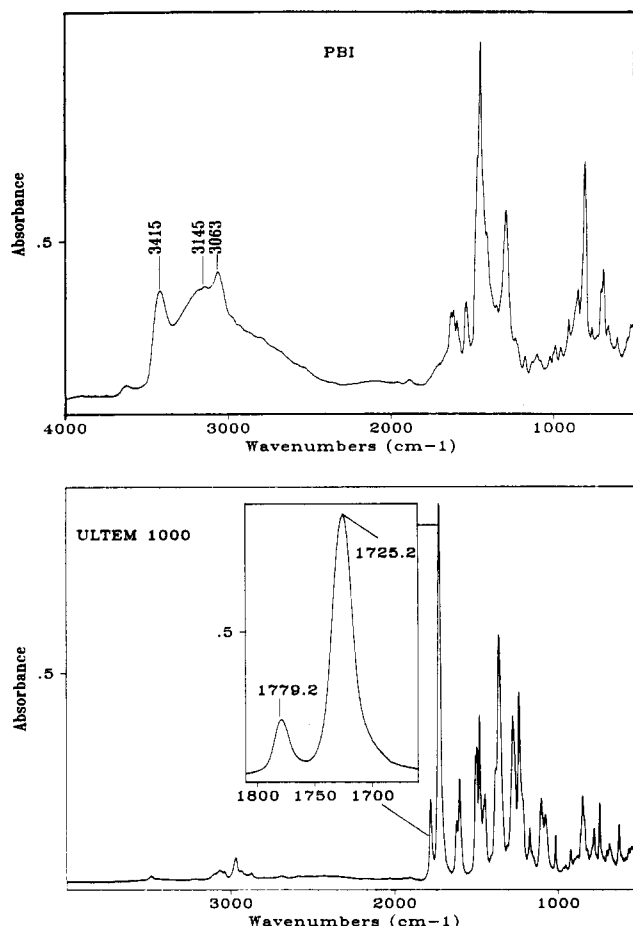 PBI
Absorbance
.5
3415
3145
3063
4000 3000 2000 1000
Wavenumbers (cm-1)
ULTEM 1000
Absorbance
.5
.5
1725.2
1779.2
1800 1750 1700
3000 2000 1000
Wavenumbers (cm-1)